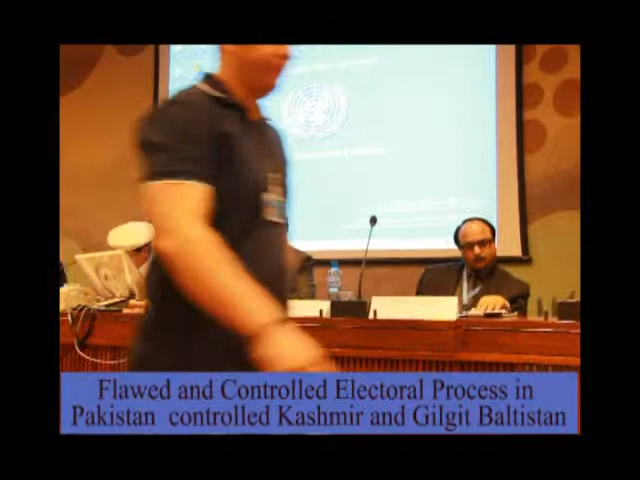 Flawed and Controlled Electoral Process in
Pakistan controlled Kashmir and Gilgit Baltistan